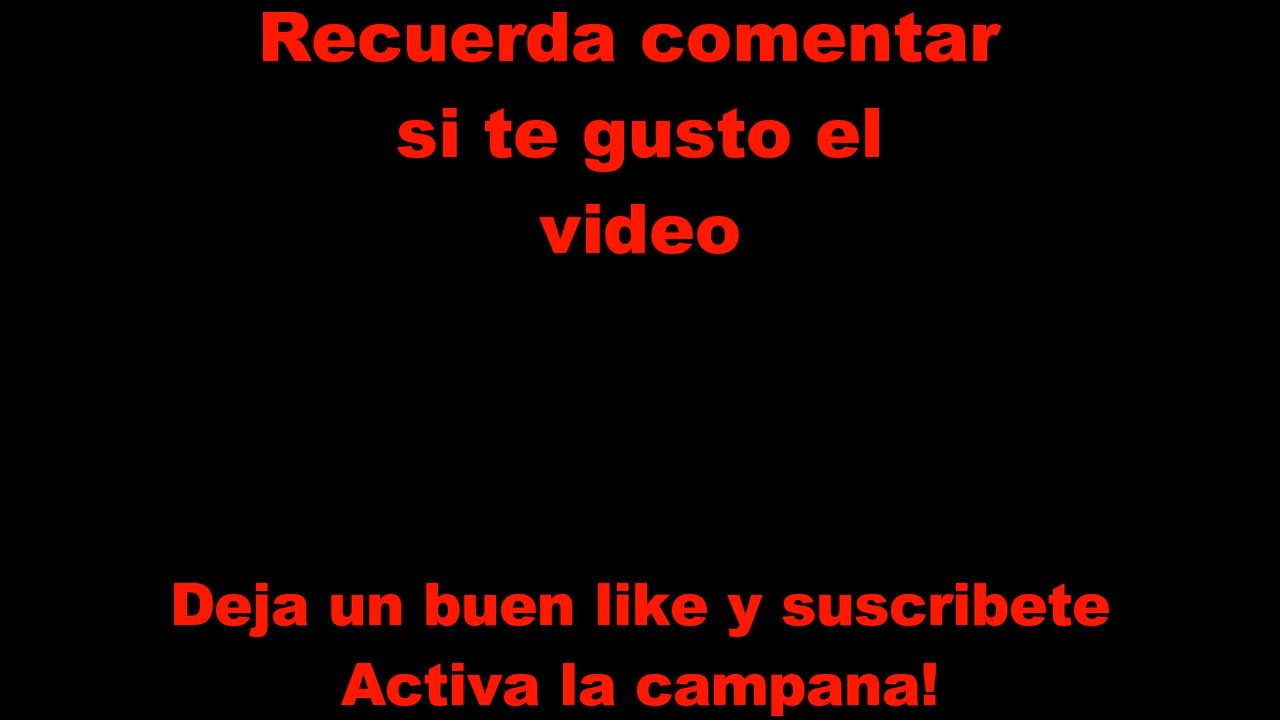 Recuerda comentar
si te gusto el
video
Deja un buen like y suscribete
Activa la campana!